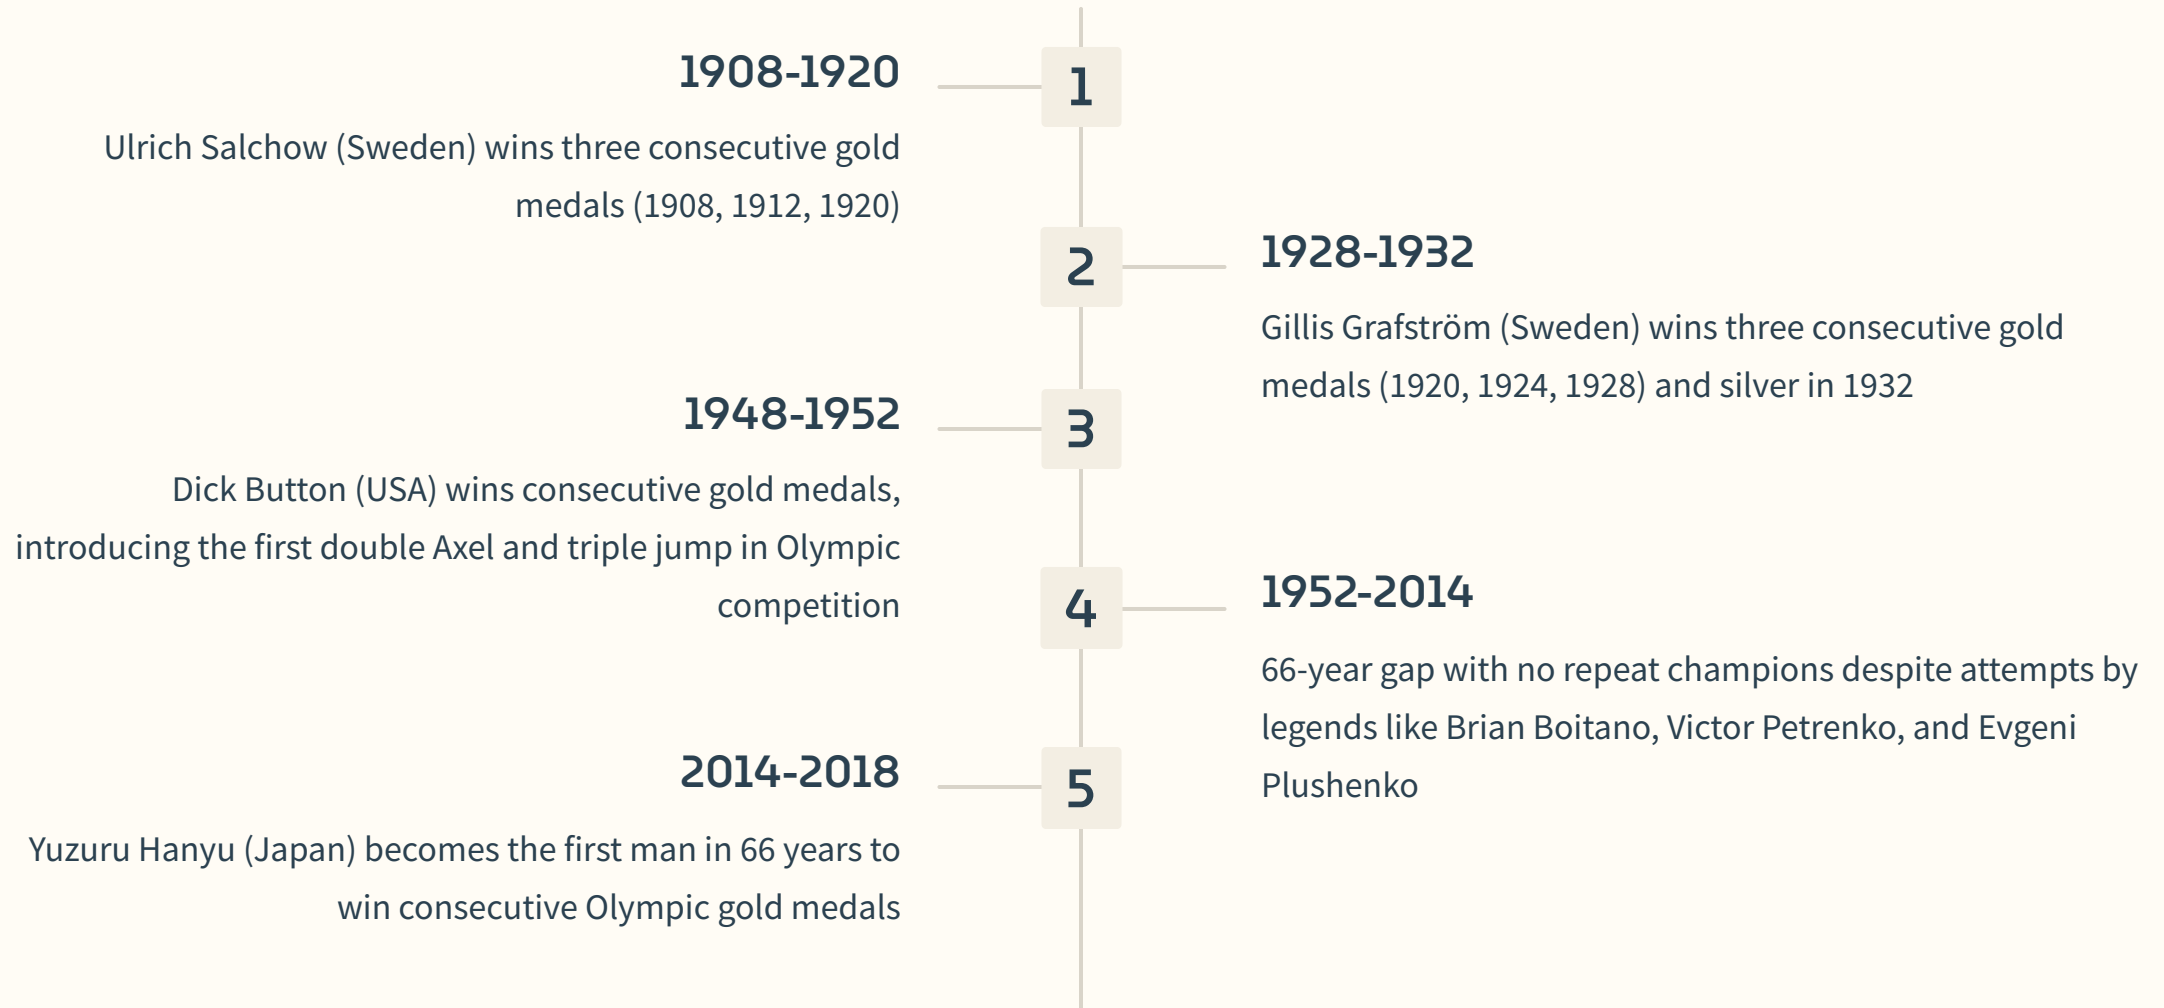 1
1908-1920
Ulrich Salchow (Sweden) wins three consecutive gold
medals (1908, 1912, 1920)
2
1928-1932
Gillis Grafström (Sweden) wins three consecutive gold
medals (1920, 1924, 1928) and silver in 1932
3
1948-1952
Dick Button (USA) wins consecutive gold medals,
introducing the first double Axel and triple jump in Olympic
competition
4
1952-2014
66-year gap with no repeat champions despite attempts by
legends like Brian Boitano, Victor Petrenko, and Evgeni
Plushenko
5
2014-2018
Yuzuru Hanyu (Japan) becomes the first man in 66 years to
win consecutive Olympic gold medals